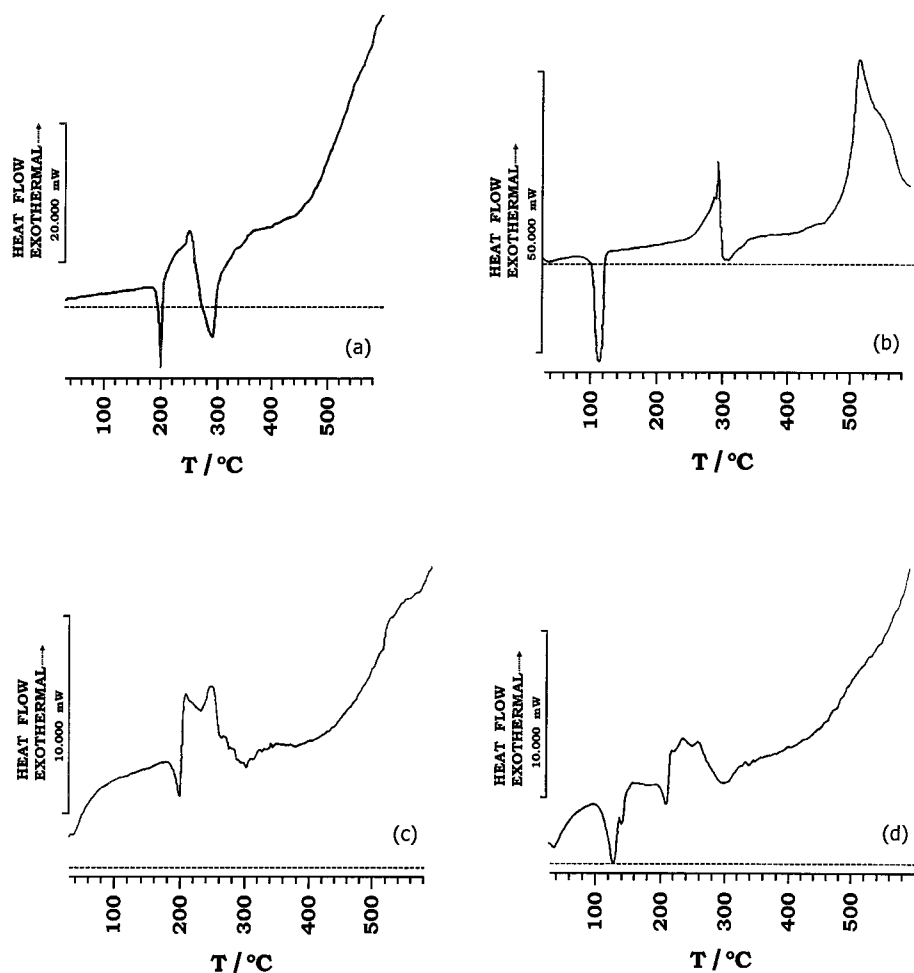 HEAT FLOW
EXOTHERMAL---→
20.000 mW
(a)
100
200
300
400
500
T / °C
HEAT FLOW
EXOTHERMAL---→
50.000 mW
(b)
100
200
300
400
500
T / °C
HEAT FLOW
EXOTHERMAL---→
10.000 mW
(c)
100
200
300
400
500
T / °C
HEAT FLOW
EXOTHERMAL---→
10.000 mW
(d)
100
200
300
400
500
T / °C